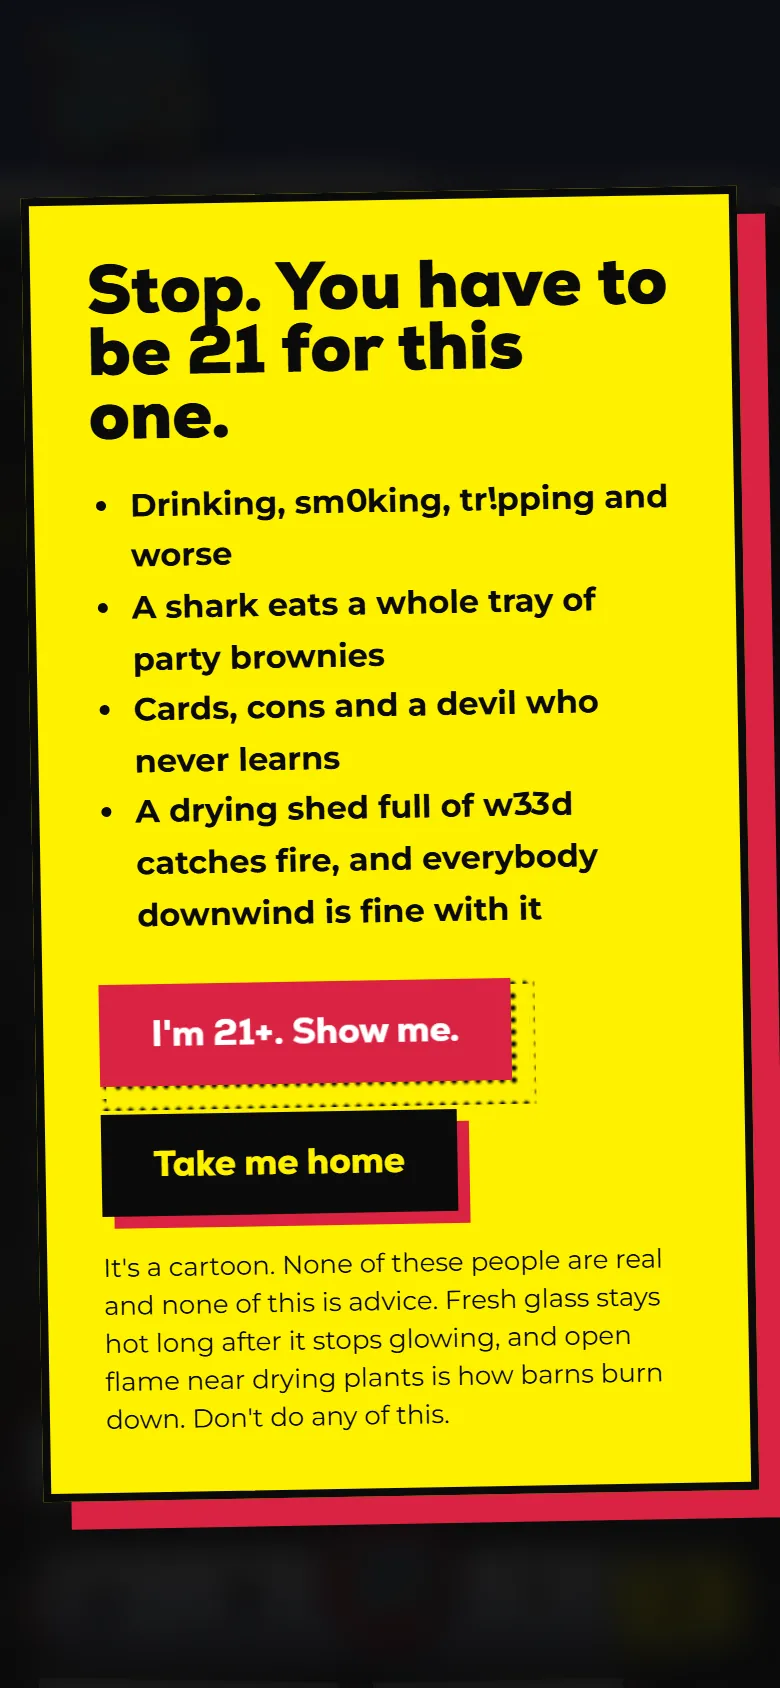 Stop. You have to
be 21 for this
one.
• Drinking, sm0king, tr!pping and
worse
• A shark eats a whole tray of
party brownies
• Cards, cons and a devil who
never learns
• A drying shed full of w33d
catches fire, and everybody
downwind is fine with it
I'm 21+. Show me.
Take me home
It's a cartoon. None of these people are real
and none of this is advice. Fresh glass stays
hot long after it stops glowing, and open
flame near drying plants is how barns burn
down. Don't do any of this.